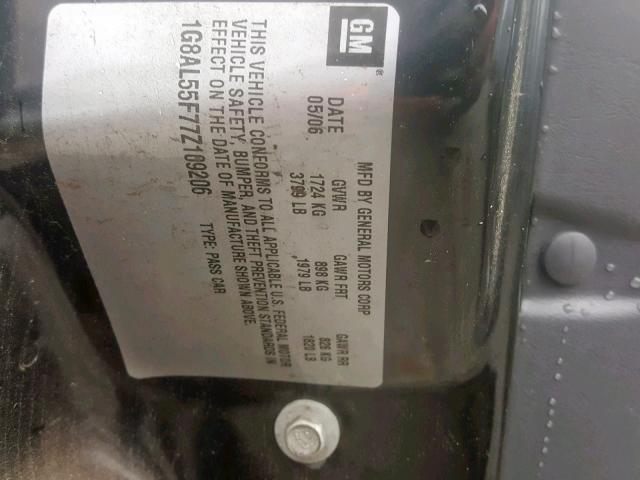 GM®
MFD BY GENERAL MOTORS CORP
DATE GVWR GAWR FRT GAWR RR
05/06 1724 KG 898 KG 826 KG
3799 LB 1979 LB 1820 LB
THIS VEHICLE CONFORMS TO ALL APPLICABLE U.S. FEDERAL MOTOR
VEHICLE SAFETY, BUMPER, AND THEFT PREVENTION STANDARDS IN
EFFECT ON THE DATE OF MANUFACTURE SHOWN ABOVE.
1G8AL55F77Z109206 TYPE: PASS CAR